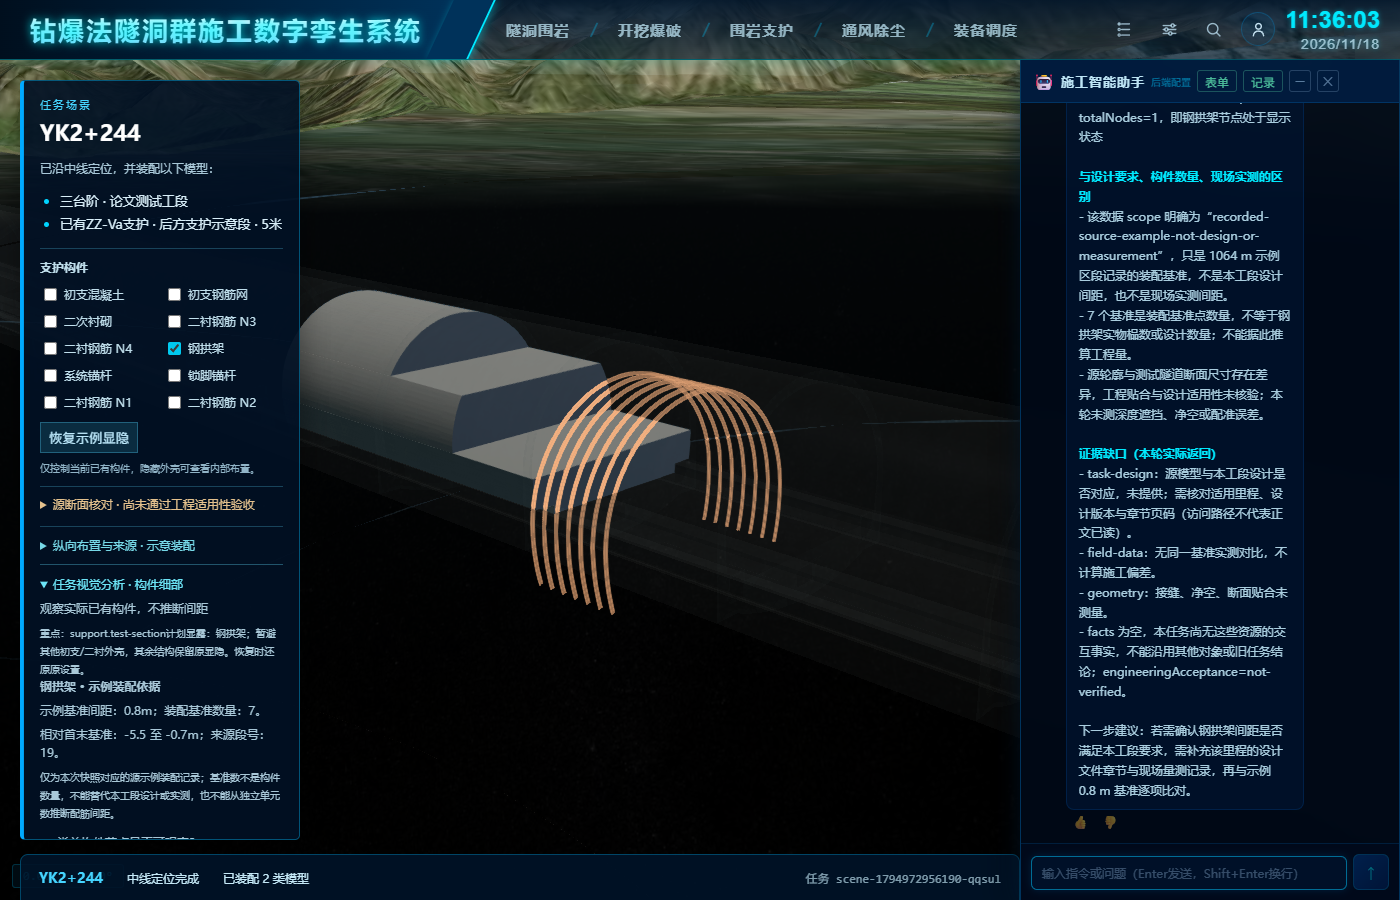 钻爆法隧洞群施工数字孪生系统
隧洞围岩 / 开挖爆破 / 围岩支护 / 通风除尘 / 装备调度
11:36:03
2026/11/18
任务场景
YK2+244
已沿中线定位，并装配以下模型：
• 三台阶 · 论文测试工段
• 已有ZZ-Va支护 · 后方支护示意段 · 5米
支护构件
初支混凝土 初支钢筋网
二次衬砌 二衬钢筋 N3
二衬钢筋 N4 钢拱架
系统锚杆 锁脚锚杆
二衬钢筋 N1 二衬钢筋 N2
恢复示例显隐
仅控制当前已有构件，隐藏外壳可查看内部布置。
▶ 源断面核对 · 尚未通过工程适用性验收
▶ 纵向布置与来源 · 示意装配
▼ 任务视觉分析 · 构件细部
观察实际已有构件，不推断间距
重点：support.test-section计划显露：钢拱架；暂避
其他初支/二衬外壳，其余结构保留原显隐。恢复时还
原原设置。
钢拱架 · 示例装配依据
示例基准间距：0.8m；装配基准数量：7。
相对首末基准：-5.5 至 -0.7m；来源段号：
19。
仅为本次快照对应的源示例装配记录；基准数不是构件
数量，不能替代本工段设计或实测，也不能从独立单元
数推断配筋间距。
YK2+244 中线定位完成 已装配 2 类模型 任务 scene-1794972956190-qqsul
施工智能助手 后端配置 表单 记录
totalNodes=1，即钢拱架节点处于显示
状态
与设计要求、构件数量、现场实测的区
别
- 该数据 scope 明确为“recorded-
source-example-not-design-or-
measurement”，只是 1064 m 示例
区段记录的装配基准，不是本工段设计
间距，也不是现场实测间距。
- 7 个基准是装配基准点数量，不等于钢
拱架实物榀数或设计数量；不能据此推
算工程量。
- 源轮廓与测试隧道断面尺寸存在差
异，工程贴合与设计适用性未核验；本
轮未测深度遮挡、净空或配准误差。
证据缺口（本轮实际返回）
- task-design：源模型与本工段设计是
否对应，未提供；需核对适用里程、设
计版本与章节页码（访问路径不代表正
文已读）。
- field-data：无同一基准实测对比，不
计算施工偏差。
- geometry：接缝、净空、断面贴合未
测量。
- facts 为空，本任务尚无这些资源的交
互事实，不能沿用其他对象或旧任务结
论；engineeringAcceptance=not-
verified。
下一步建议：若需确认钢拱架间距是否
满足本工段要求，需补充该里程的设计
文件章节与现场量测记录，再与示例
0.8 m 基准逐项比对。
输入指令或问题（Enter发送，Shift+Enter换行）